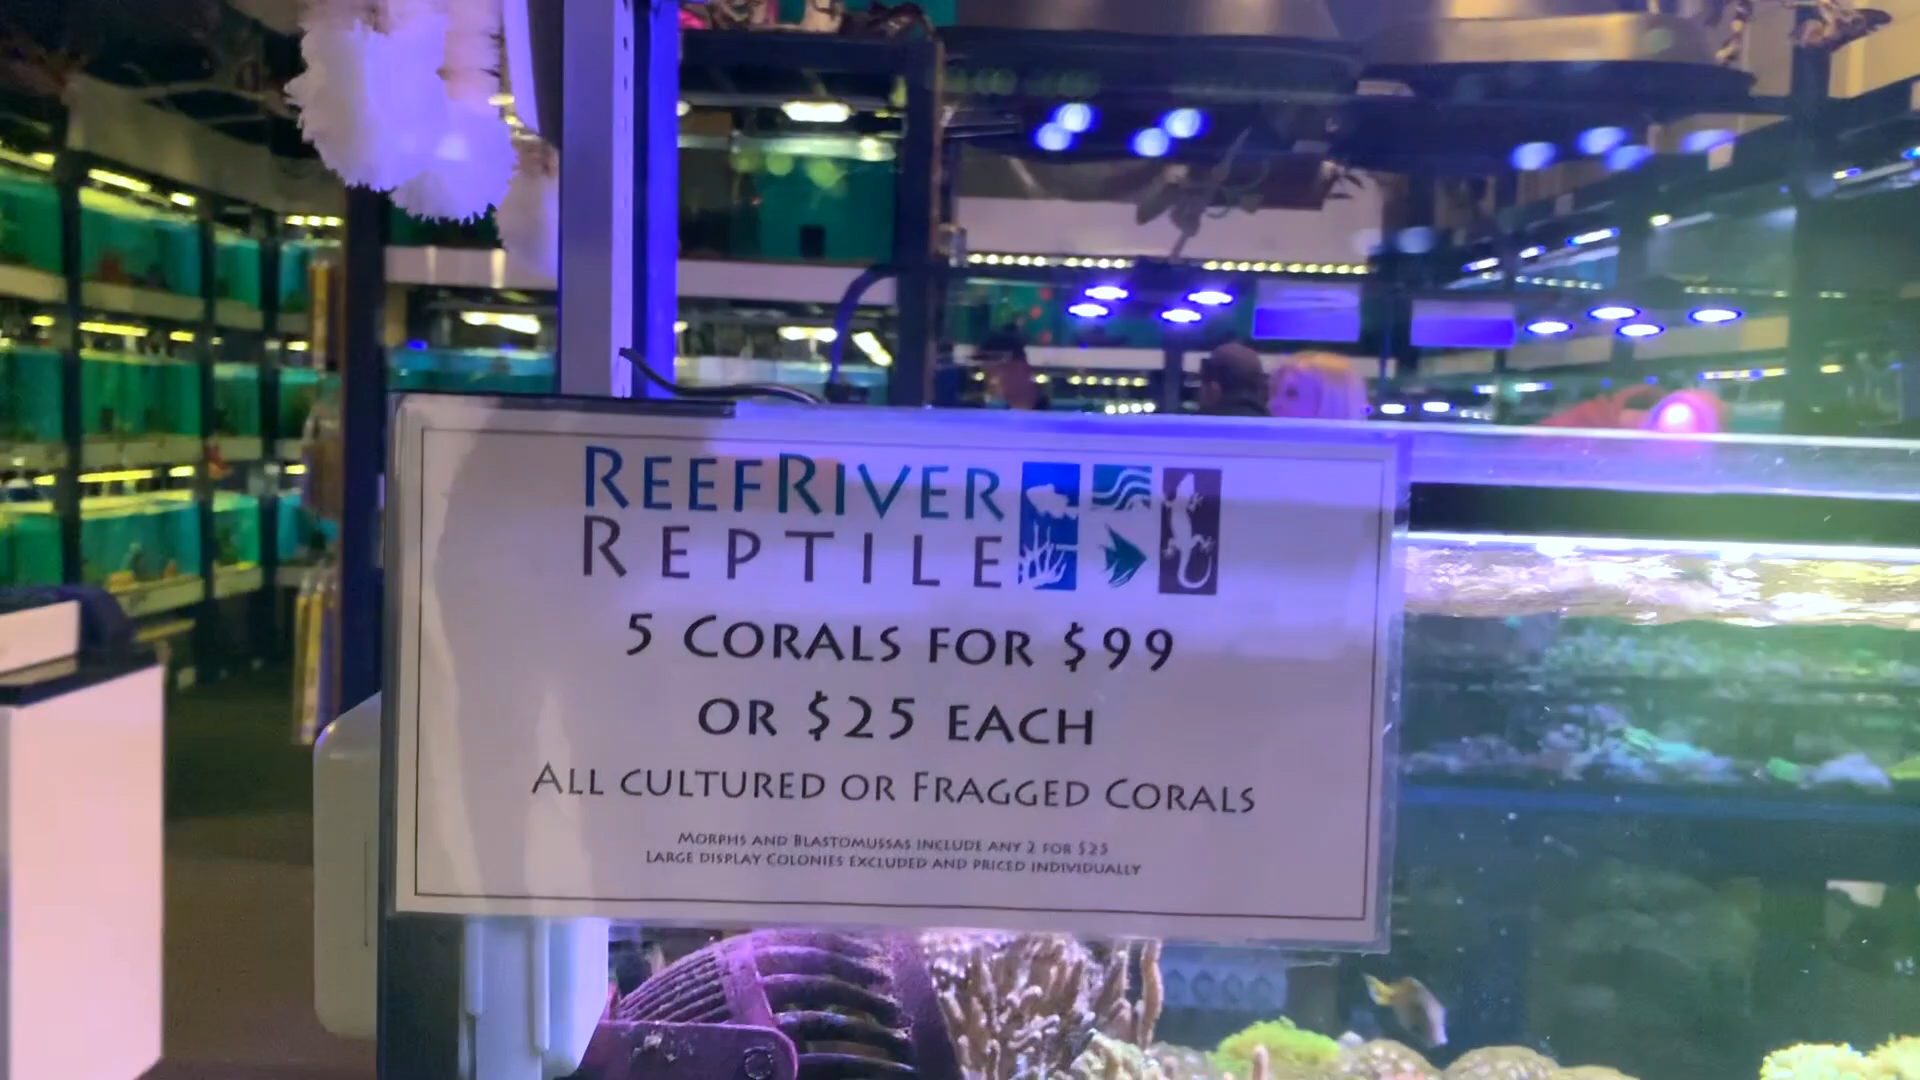 REEFRIVER
REPTILE
5 CORALS FOR $99
OR $25 EACH
ALL CULTURED OR FRAGGED CORALS
MORPHS AND BLASTOMUSSAS INCLUDE ANY 2 FOR $25
LARGE DISPLAY COLONIES EXCLUDED AND PRICED INDIVIDUALLY